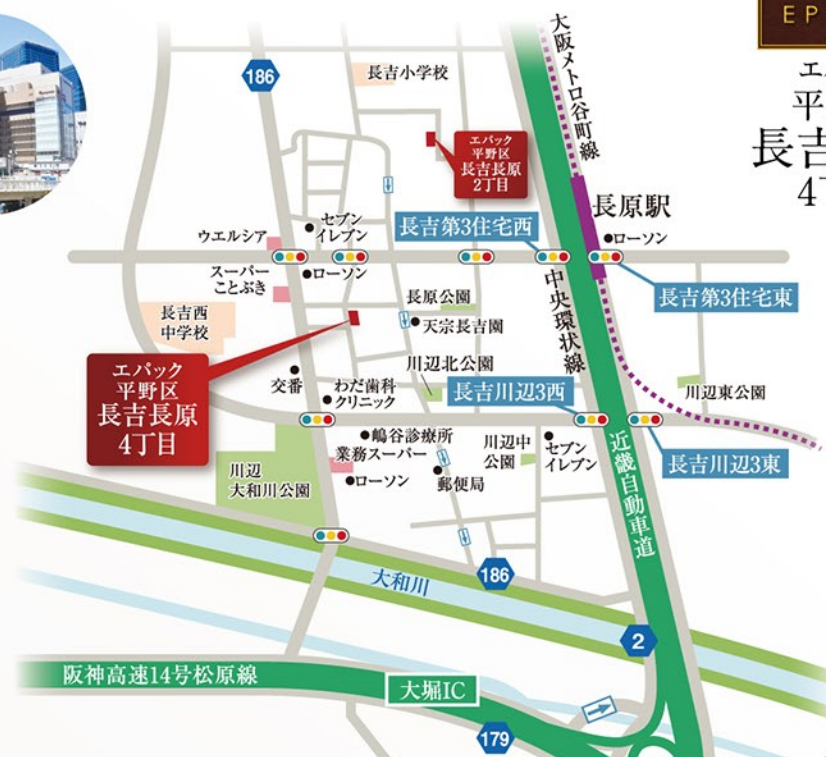 EP
エ
平
長吉
4丁
大阪メトロ谷町線
186
長吉小学校
エパック
平野区
長吉長原
2丁目
長原駅
ローソン
セブン
イレブン
長吉第3住宅西
ウエルシア
ローソン
スーパー
ことぶき
長吉第3住宅東
中央環状線
長原公園
天宗長吉園
長吉西
中学校
エパック
平野区
長吉長原
4丁目
川辺北公園
交番
わだ歯科
クリニック
長吉川辺3西
川辺東公園
嶋谷診療所
業務スーパー
ローソン
川辺中
公園
セブン
イレブン
長吉川辺3東
近畿自動車道
川辺
大和川公園
郵便局
大和川
186
2
阪神高速14号松原線
大堀IC
179